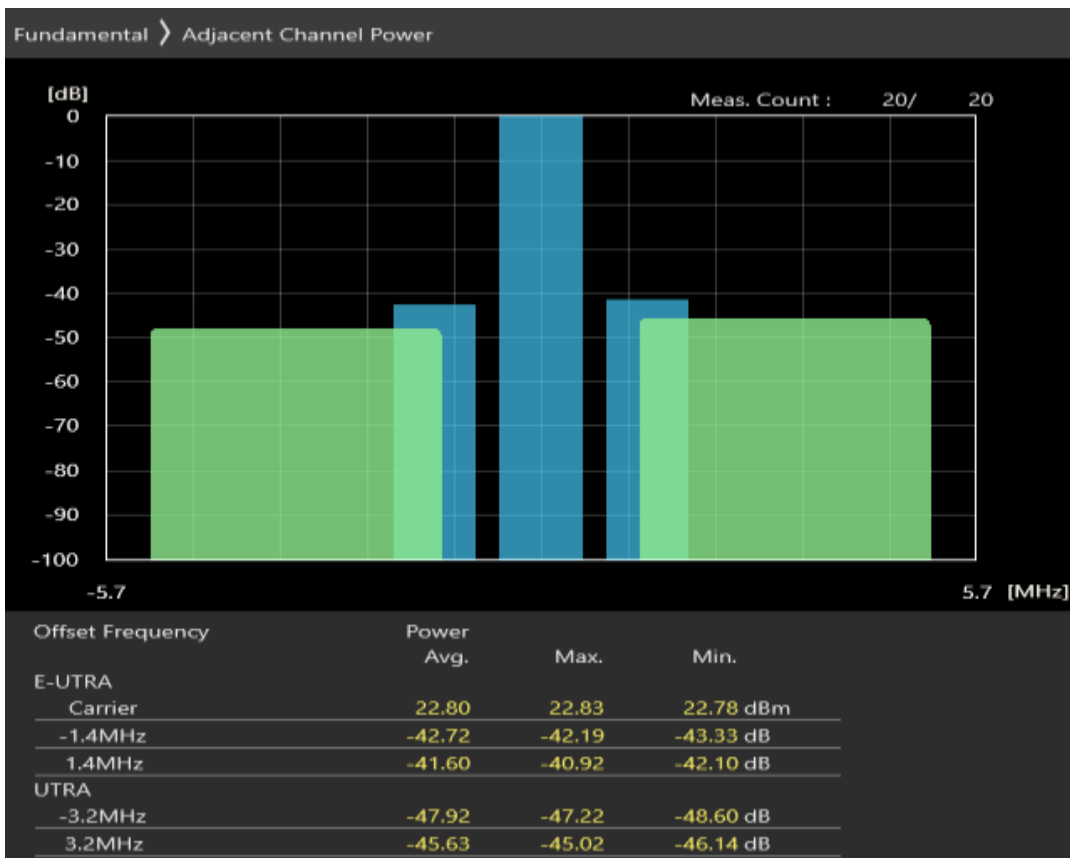 Fundamental 〉 Adjacent Channel Power
[dB]
Meas. Count : 20/ 20
0
-10
-20
-30
-40
-50
-60
-70
-80
-90
-100
-5.7 5.7 [MHz]
Offset Frequency Power
Avg. Max. Min.
E-UTRA
Carrier 22.80 22.83 22.78 dBm
-1.4MHz -42.72 -42.19 -43.33 dB
1.4MHz -41.60 -40.92 -42.10 dB
UTRA
-3.2MHz -47.92 -47.22 -48.60 dB
3.2MHz -45.63 -45.02 -46.14 dB